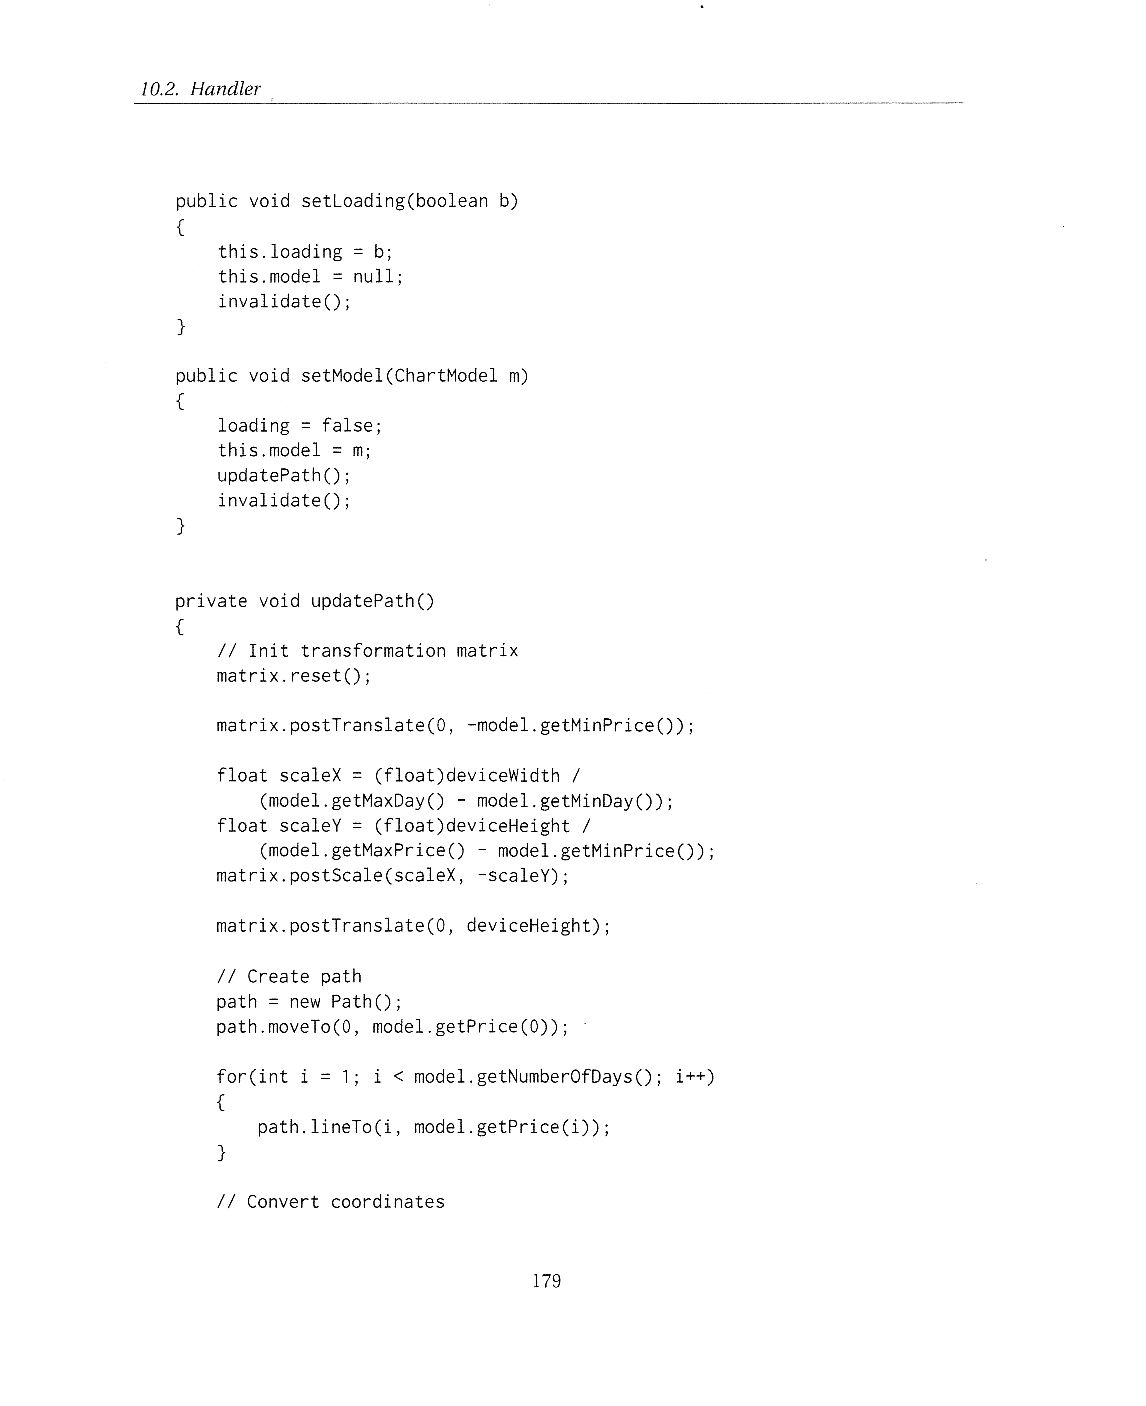 10.2. Handler
public void setLoading(boolean b)
{
this.loading = b;
this.model = null;
invalidate();
}
public void setModel(ChartModel m)
{
loading = false;
this.model = m;
updatePath();
invalidate();
}
private void updatePath()
{
// Init transformation matrix
matrix.reset();
matrix.postTranslate(0, -model.getMinPrice());
float scaleX = (float)deviceWidth /
(model.getMaxDay() - model.getMinDay());
float scaleY = (float)deviceHeight /
(model.getMaxPrice() - model.getMinPrice());
matrix.postScale(scaleX, -scaleY);
matrix.postTranslate(0, deviceHeight);
// Create path
path = new Path();
path.moveTo(0, model.getPrice(0));
for(int i = 1; i < model.getNumberOfDays(); i++)
{
path.lineTo(i, model.getPrice(i));
}
// Convert coordinates
179